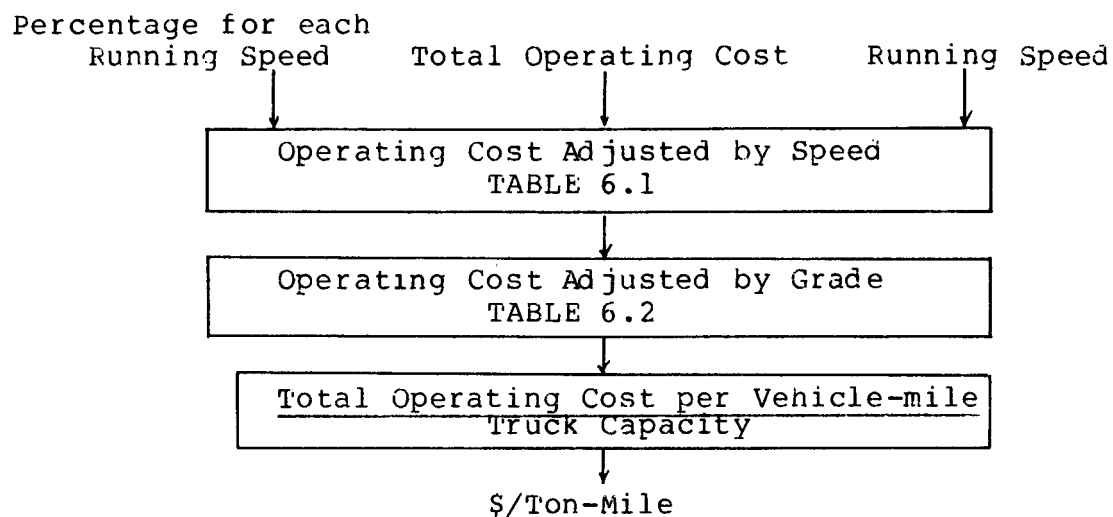 Percentage for each
Running Speed Total Operating Cost Running Speed
Operating Cost Adjusted by Speed
TABLE 6.1
Operating Cost Adjusted by Grade
TABLE 6.2
Total Operating Cost per Vehicle-mile
Truck Capacity
$/Ton-Mile